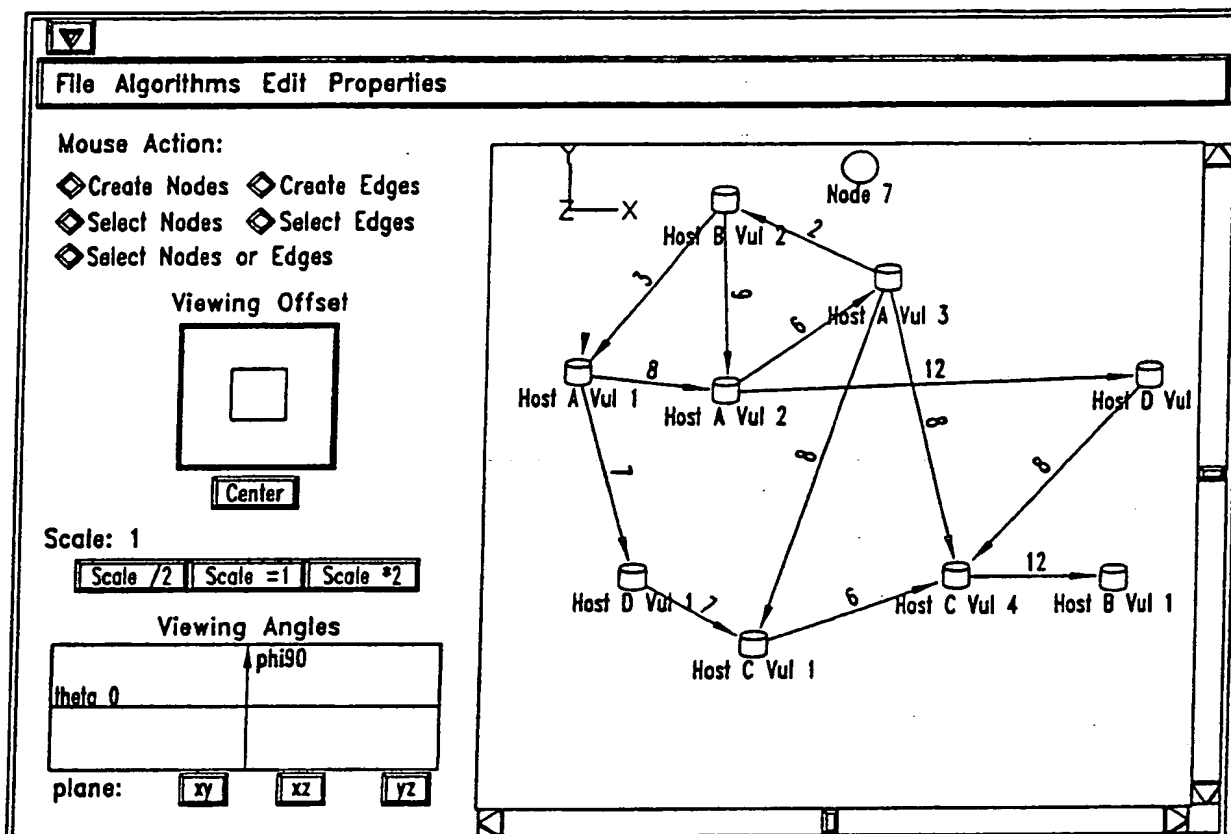 File Algorithms Edit Properties
Mouse Action:
Create Nodes Create Edges
Select Nodes Select Edges
Select Nodes or Edges
Viewing Offset
Center
Scale: 1
Scale /2 Scale =1 Scale *2
Viewing Angles
phi90
theta 0
plane: xy xz yz
Y
Z X
Node 7
Host B Vul 2
2
3
6
6
Host A Vul 3
8
12
Host A Vul 1
Host A Vul 2
Host D Vul
8
8
8
1
12
Host D Vul 1
7
6
Host C Vul 4
Host B Vul 1
Host C Vul 1